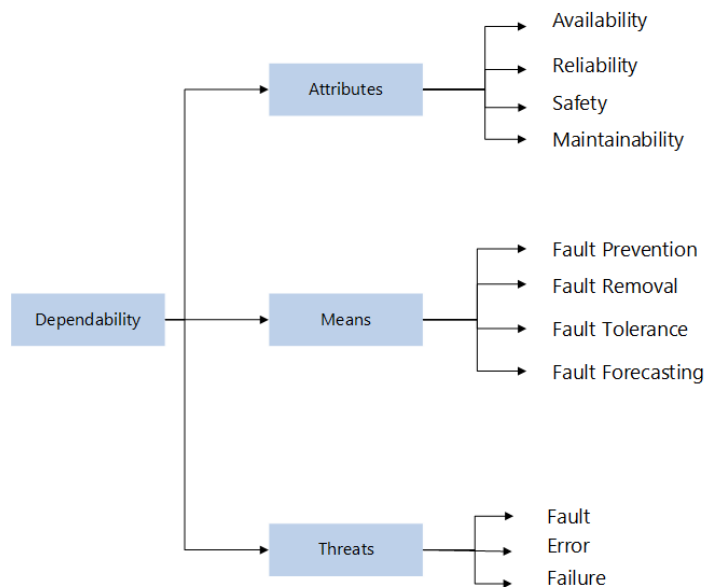 Availability
Attributes
Reliability
Safety
Maintainability
Fault Prevention
Fault Removal
Dependability
Means
Fault Tolerance
Fault Forecasting
Fault
Threats
Error
Failure